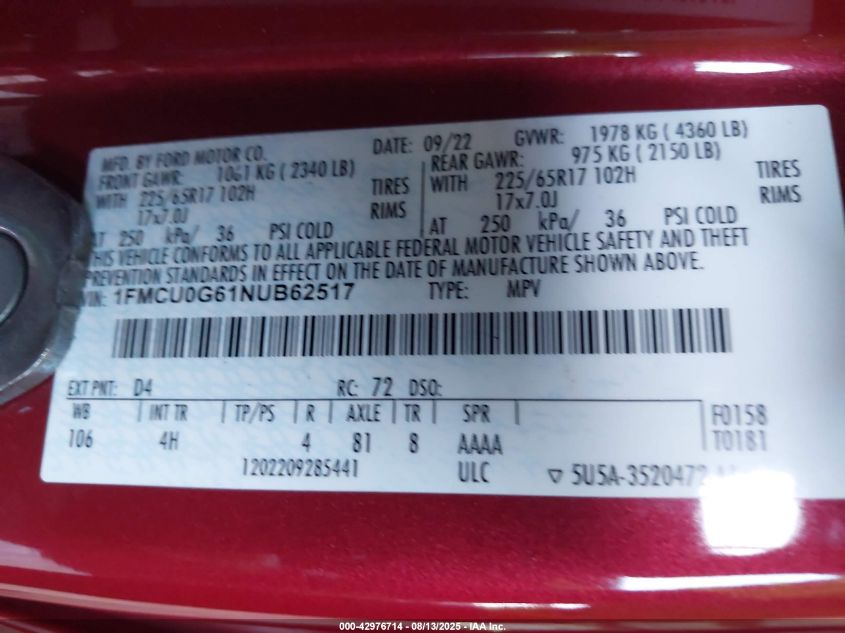 MFD. BY FORD MOTOR CO. DATE: 09/22 GVWR: 1978 KG ( 4360 LB)
FRONT GAWR: 1061 KG ( 2340 LB) REAR GAWR: 975 KG ( 2150 LB)
WITH 225/65R17 102H TIRES WITH 225/65R17 102H TIRES
17x7.0J RIMS 17x7.0J RIMS
AT 250 kPa/ 36 PSI COLD AT 250 kPa/ 36 PSI COLD
THIS VEHICLE CONFORMS TO ALL APPLICABLE FEDERAL MOTOR VEHICLE SAFETY AND THEFT
PREVENTION STANDARDS IN EFFECT ON THE DATE OF MANUFACTURE SHOWN ABOVE.
VIN: 1FMCU0G61NUB62517 TYPE: MPV
EXT PNT: D4 RC: 72 DSO:
WB INT TR TP/PS R AXLE TR SPR F0158
106 4H 4 81 8 AAAA T0181
1202209285441 ULC ▽ 5U5A-3520472
000-42976714 - 08/13/2025 - IAA Inc.